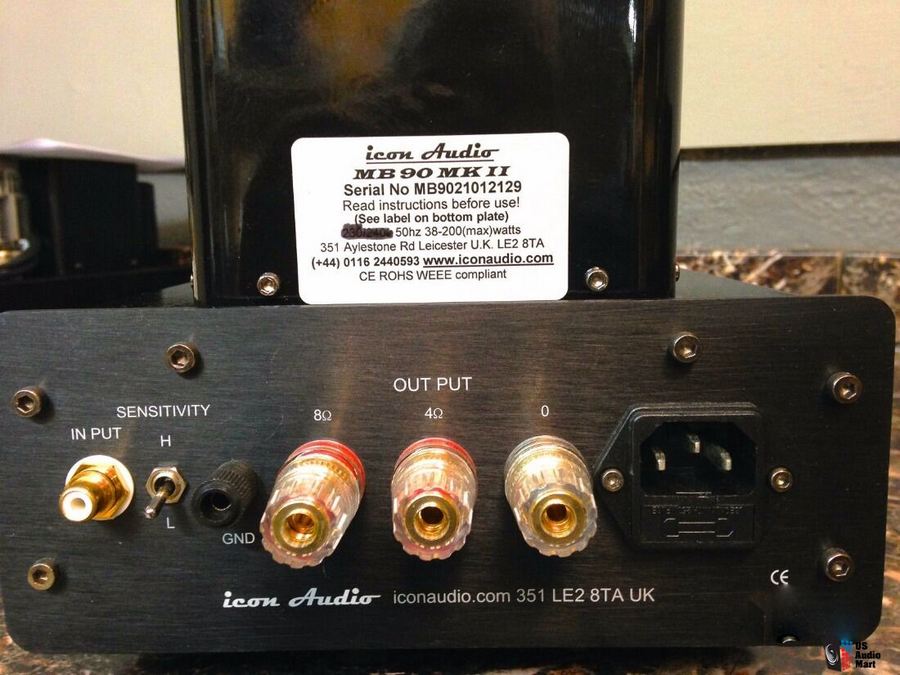 icon Audio
MB 90 MK II
Serial No MB9021012129
Read instructions before use!
(See label on bottom plate)
50hz 38-200(max)watts
351 Aylestone Rd Leicester U.K. LE2 8TA
(+44) 0116 2440593 www.iconaudio.com
CE ROHS WEEE compliant
OUT PUT
SENSITIVITY
8Ω
4Ω
0
IN PUT
H
L
GND
CE
icon Audio iconaudio.com 351 LE2 8TA UK
US
Audio
Mart